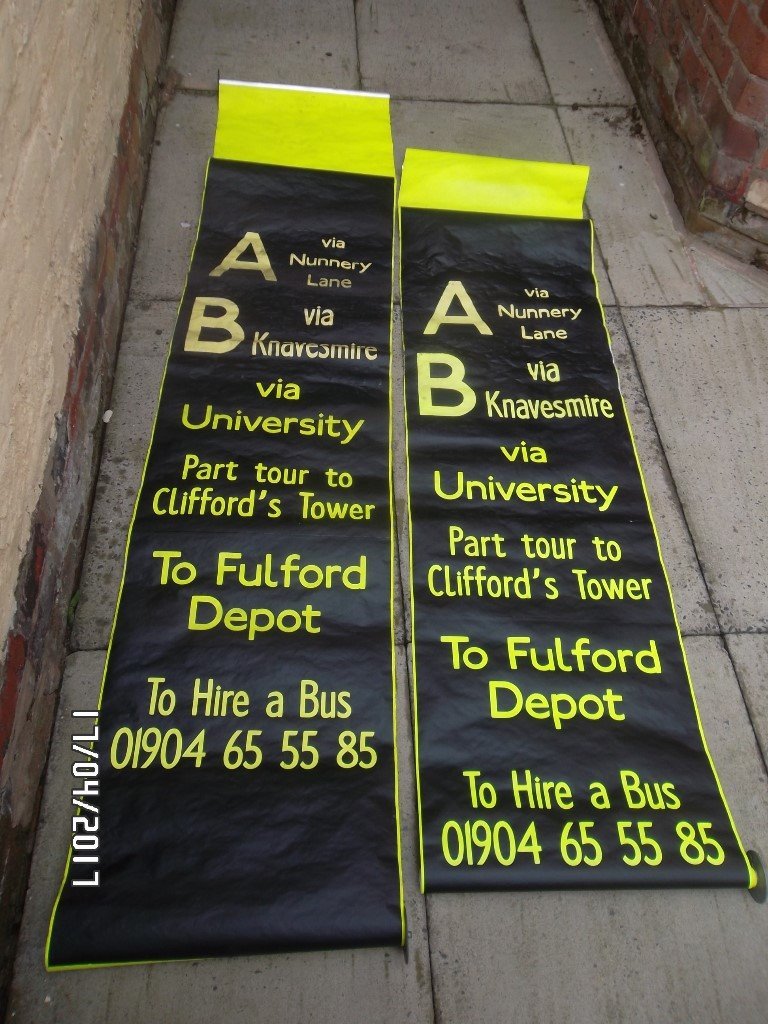 A via
Nunnery
Lane
B via
Knavesmire
via
University
Part tour to
Clifford's Tower
To Fulford
Depot
To Hire a Bus
01904 65 55 85
A via
Nunnery
Lane
B via
Knavesmire
via
University
Part tour to
Clifford's Tower
To Fulford
Depot
To Hire a Bus
01904 65 55 85
17/04/2017